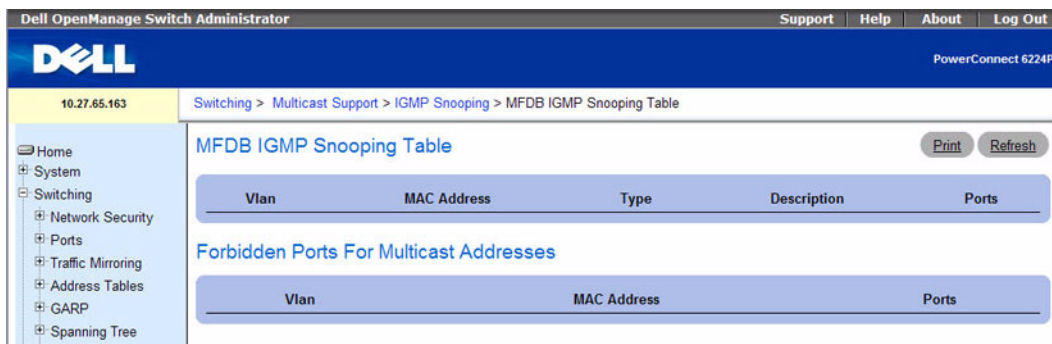 Dell OpenManage Switch Administrator
Support Help About Log Out
DELL
PowerConnect 6224P
10.27.65.163
Switching > Multicast Support > IGMP Snooping > MFDB IGMP Snooping Table
Home
System
Switching
Network Security
Ports
Traffic Mirroring
Address Tables
GARP
Spanning Tree
MFDB IGMP Snooping Table
Print Refresh
Vlan MAC Address Type Description Ports
Forbidden Ports For Multicast Addresses
Vlan MAC Address Ports